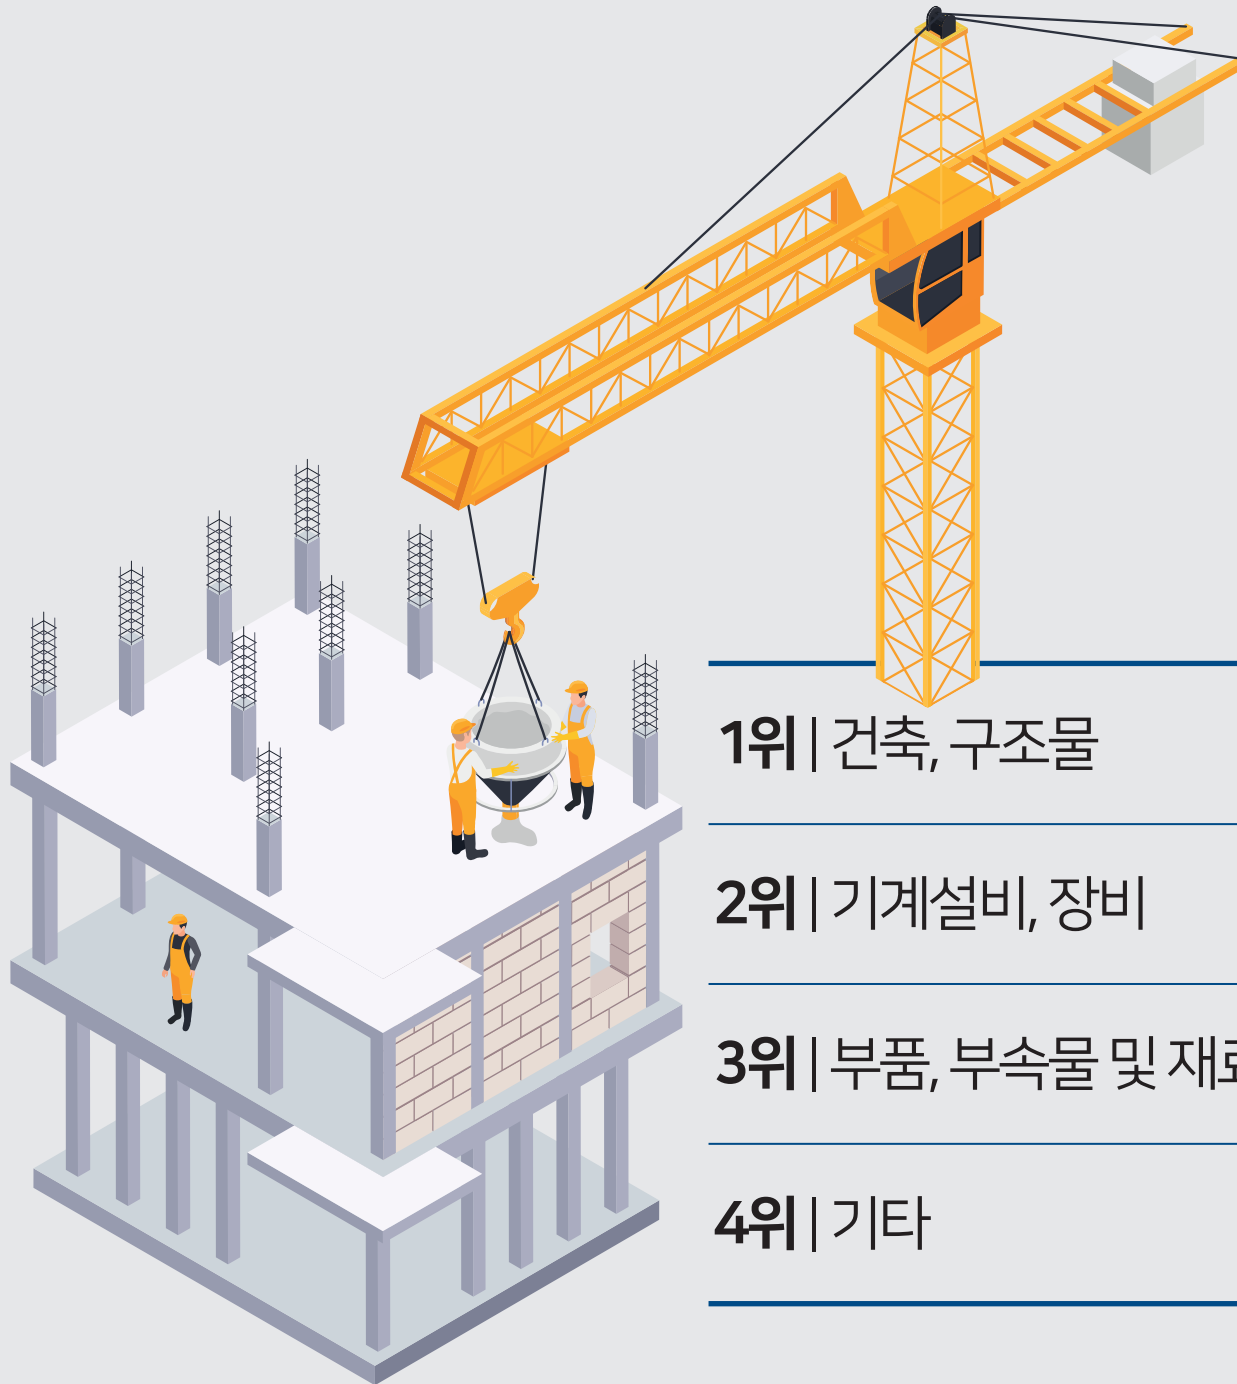 1위 | 건축, 구조물
2위 | 기계설비, 장비
3위 | 부품, 부속물 및
4위 | 기타